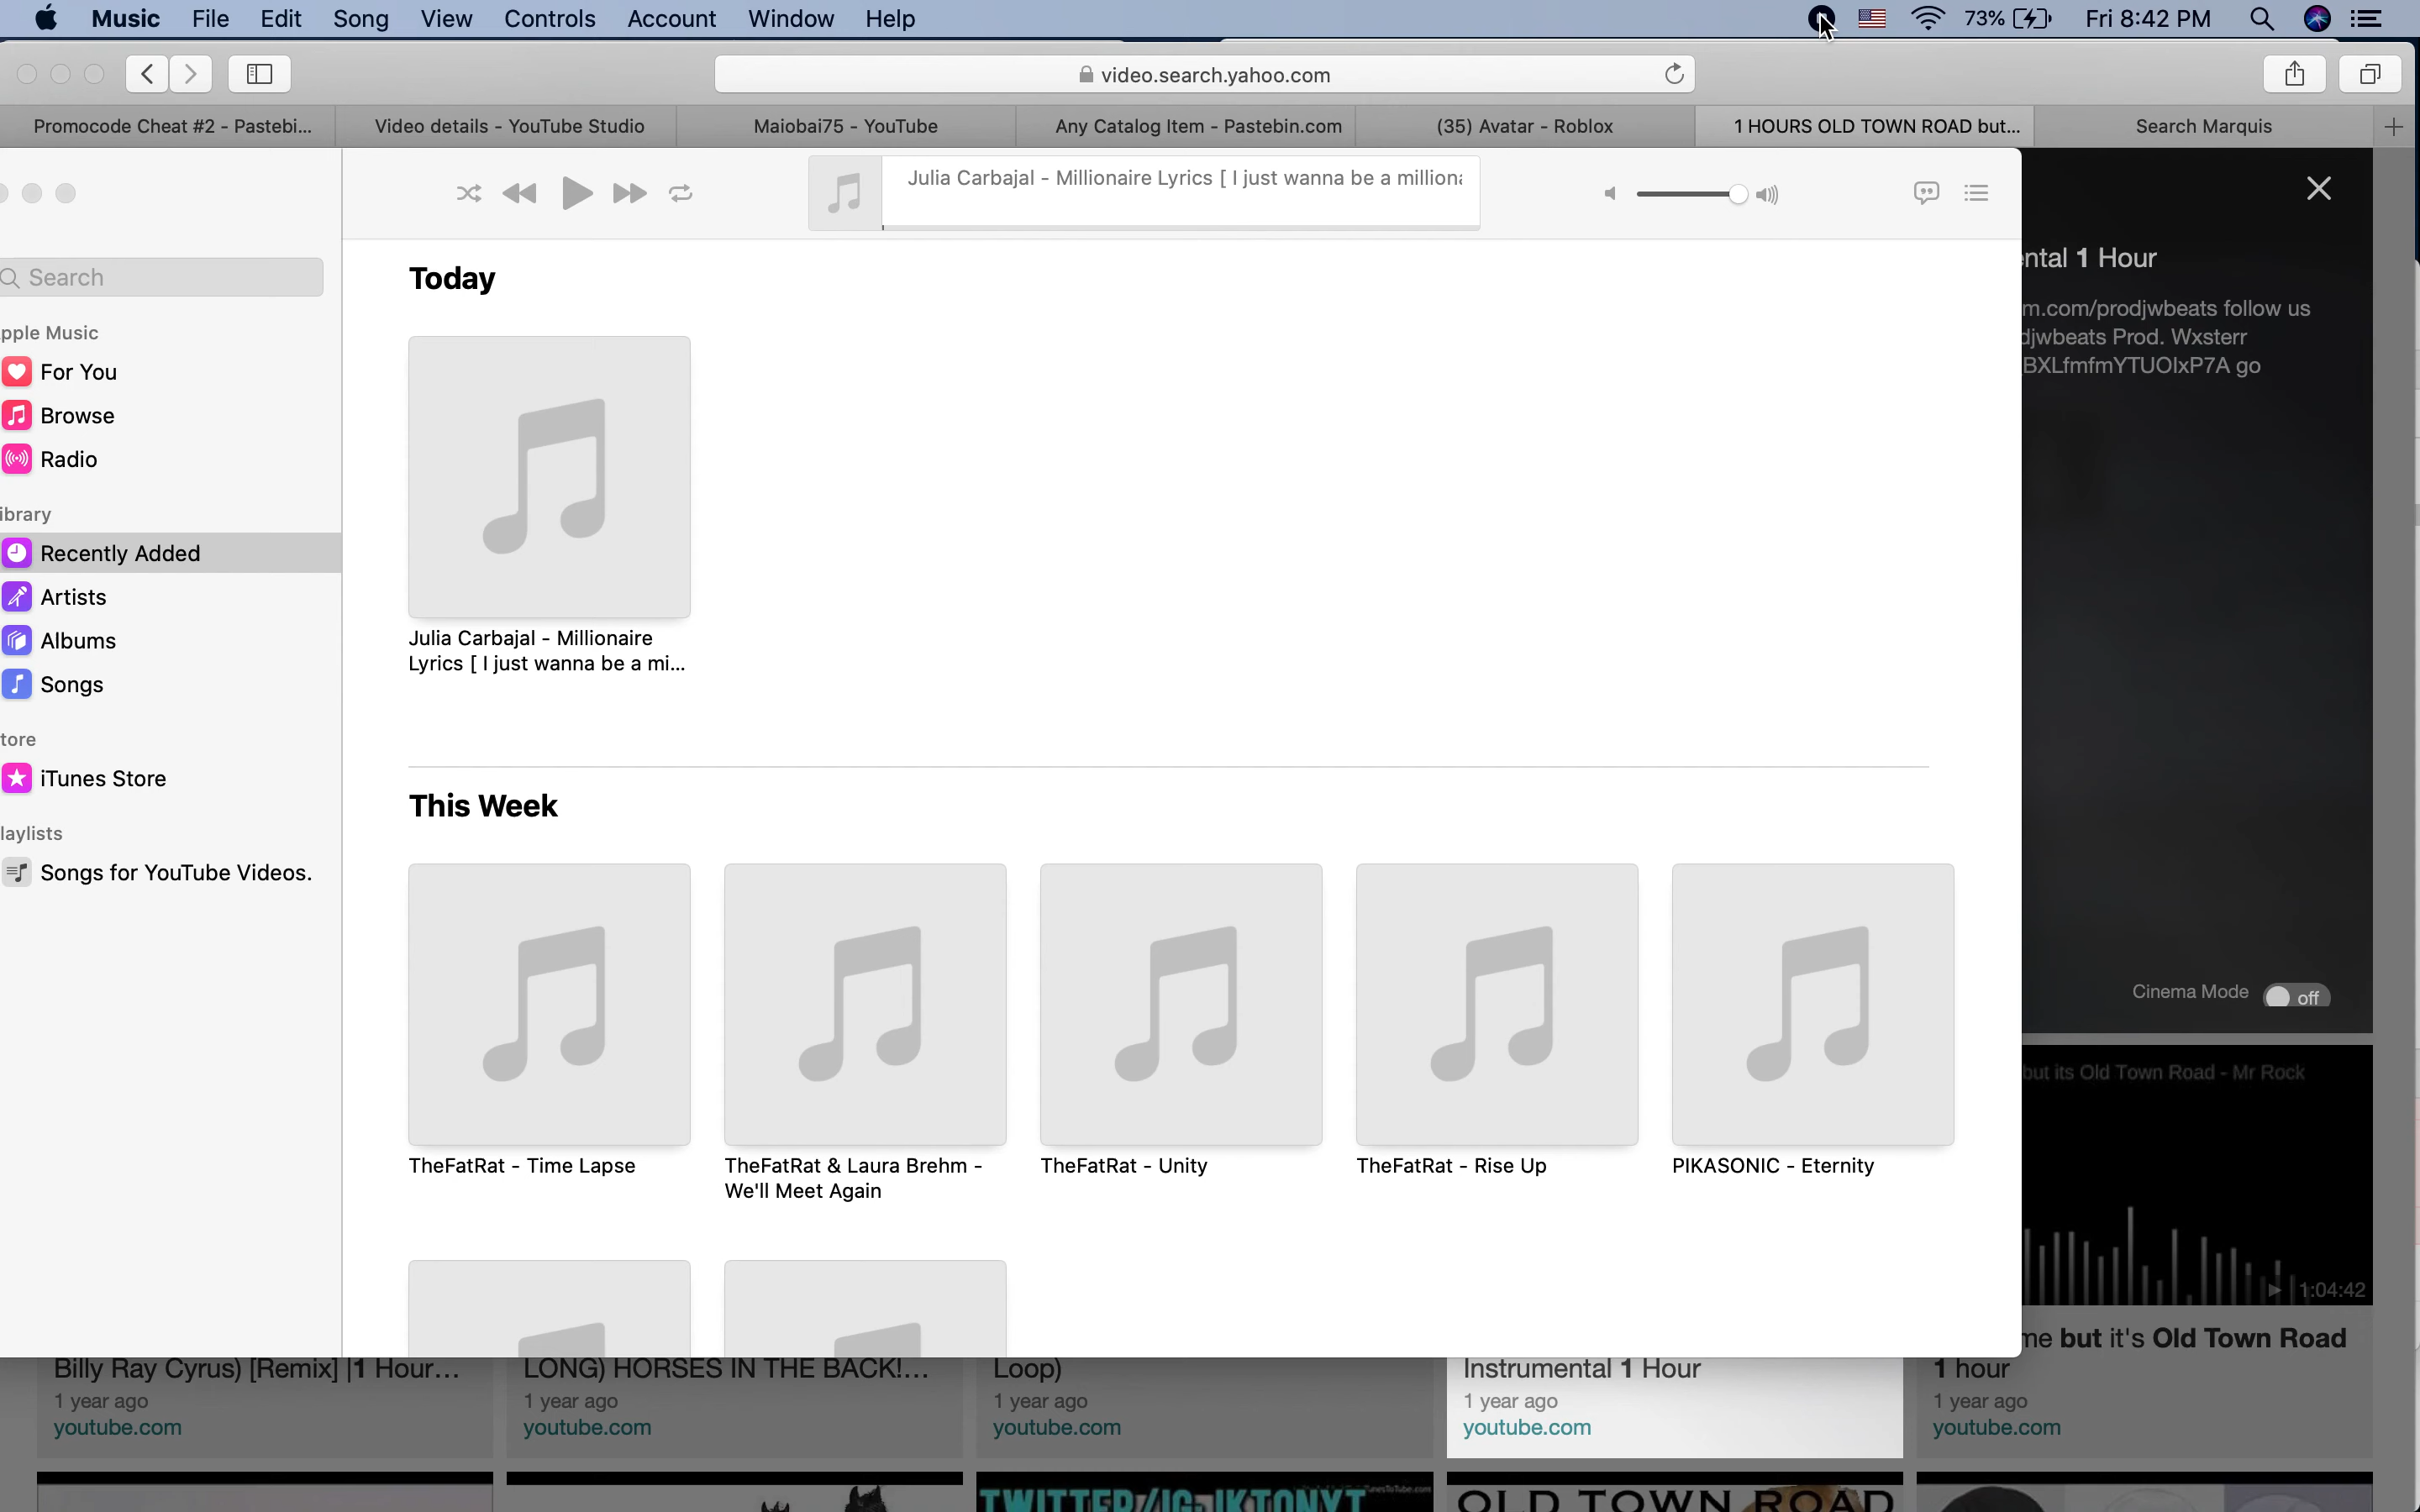 Music File Edit Song View Controls Account Window Help 73% Fri 8:42 PM
video.search.yahoo.com
Promocode Cheat #2 - Pastebi... Video details - YouTube Studio Maiobai75 - YouTube Any Catalog Item - Pastebin.com (35) Avatar - Roblox 1 HOURS OLD TOWN ROAD but... Search Marquis
Julia Carbajal - Millionaire Lyrics [ I just wanna be a milliona
Search
pple Music
For You
Browse
Radio
ibrary
Recently Added
Artists
Albums
Songs
tore
iTunes Store
laylists
Songs for YouTube Videos.
Today
Julia Carbajal - Millionaire
Lyrics [ I just wanna be a mi...
This Week
TheFatRat - Time Lapse
TheFatRat & Laura Brehm -
We'll Meet Again
TheFatRat - Unity
TheFatRat - Rise Up
PIKASONIC - Eternity
ntal 1 Hour
m.com/prodjwbeats follow us
djwbeats Prod. Wxsterr
BXLfmfmYTUOlxP7A go
Cinema Mode off
but its Old Town Road - Mr Rock
1:04:42
me but it's Old Town Road
1 hour
1 year ago
youtube.com
Billy Ray Cyrus) [Remix] |1 Hour...
1 year ago
youtube.com
LONG) HORSES IN THE BACK!...
1 year ago
youtube.com
Loop)
1 year ago
youtube.com
Instrumental 1 Hour
1 year ago
youtube.com
TWITTER/IG: JKTONYT
OLD TOWN ROAD